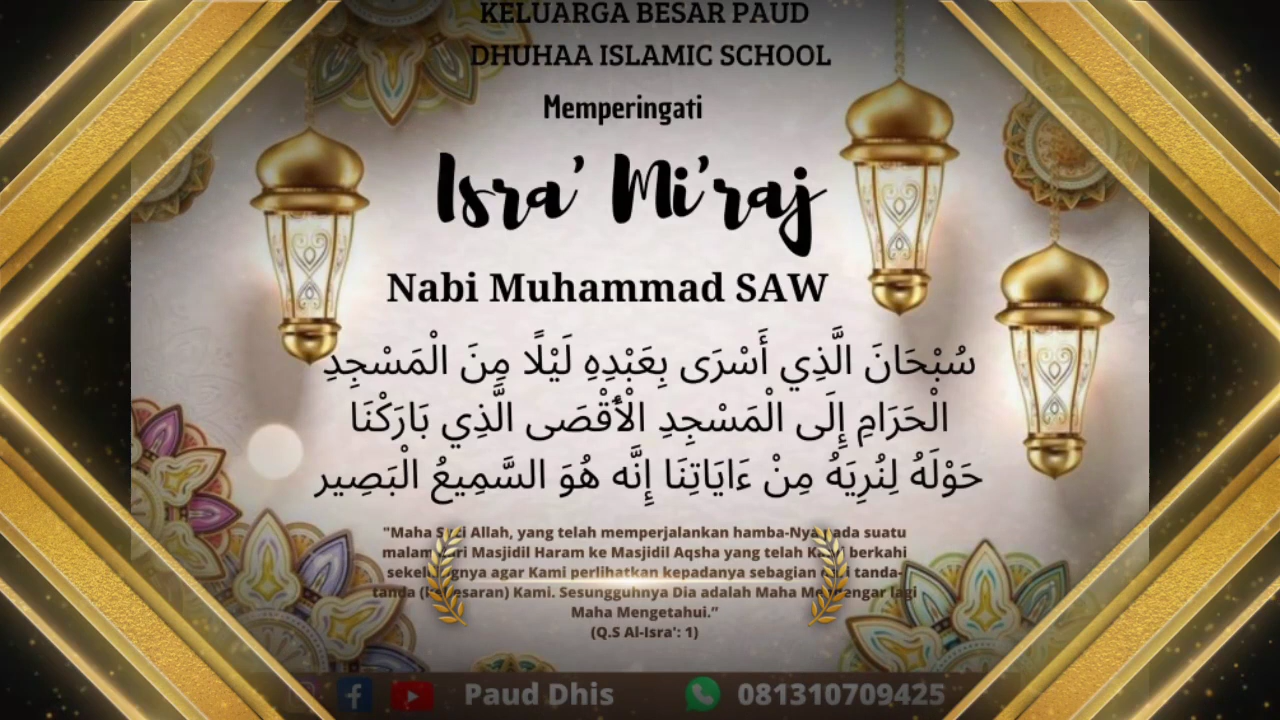 KELUARGA BESAR PAUD
DHUHAA ISLAMIC SCHOOL
Memperingati
Isra' Mi'raj
Nabi Muhammad SAW
سُبْحَانَ الَّذِي أَسْرَى بِعَبْدِهِ لَيْلًا مِنَ الْمَسْجِدِ
الْحَرَامِ إِلَى الْمَسْجِدِ الْأَقْصَى الَّذِي بَارَكْنَا
حَوْلَهُ لِنُرِيَهُ مِنْ ءَايَاتِنَا إِنَّه هُوَ السَّمِيعُ الْبَصِير
"Maha Allah, yang telah memperjalankan hamba-Nya pada suatu
malam dari Masjidil Haram ke Masjidil Aqsha yang telah Kami berkahi
sekelilingnya agar Kami perlihatkan kepadanya sebagian dari tanda-
tanda (kebesaran) Kami. Sesungguhnya Dia adalah Maha Mendengar lagi
Maha Mengetahui.”
(Q.S Al-Isra': 1)
Paud Dhis 081310709425